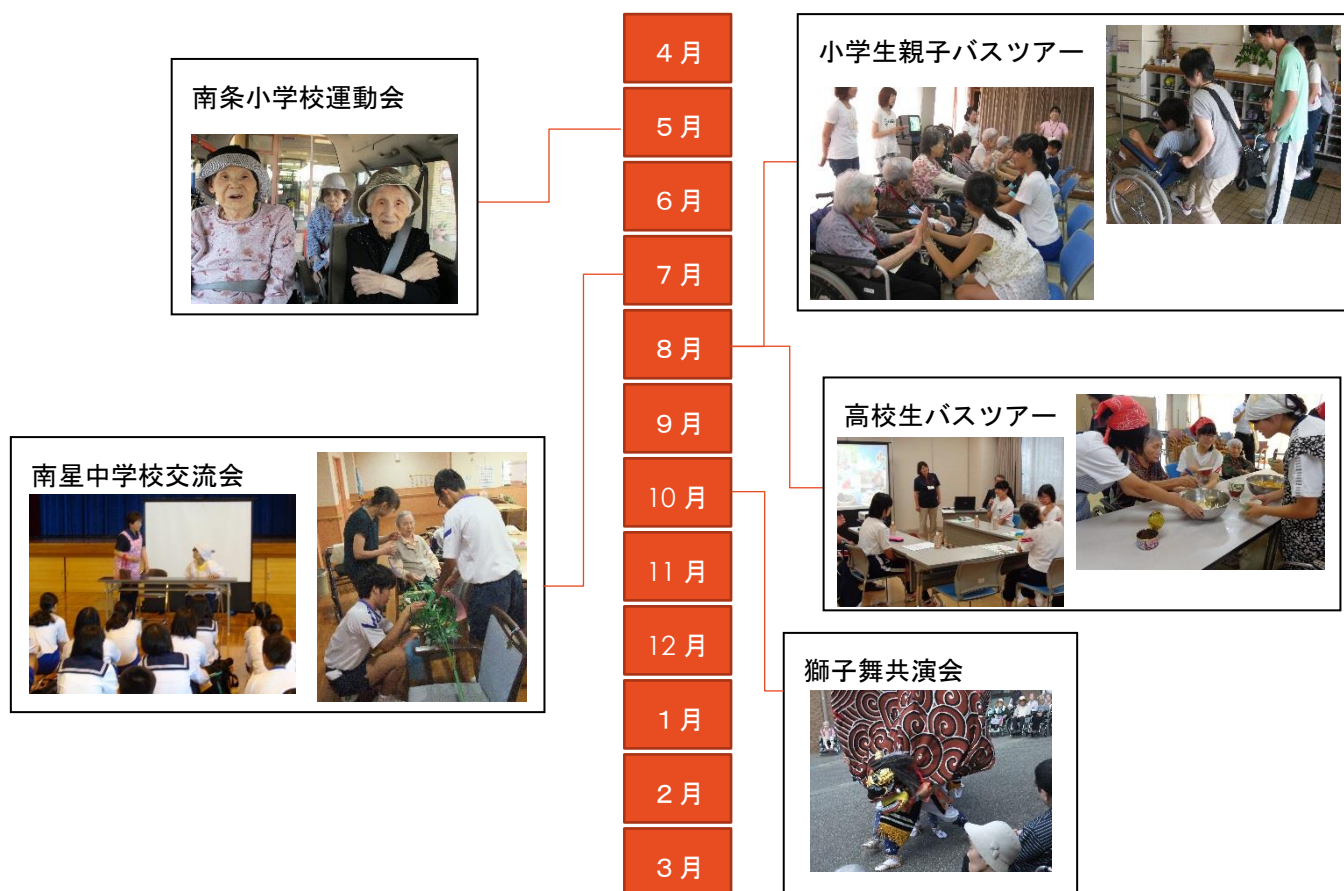 南条小学校運動会
南星中学校交流会
4月
5月
6月
7月
8月
9月
10月
11月
12月
1月
2月
3月
小学生親子バスツアー
高校生バスツアー
獅子舞共演会